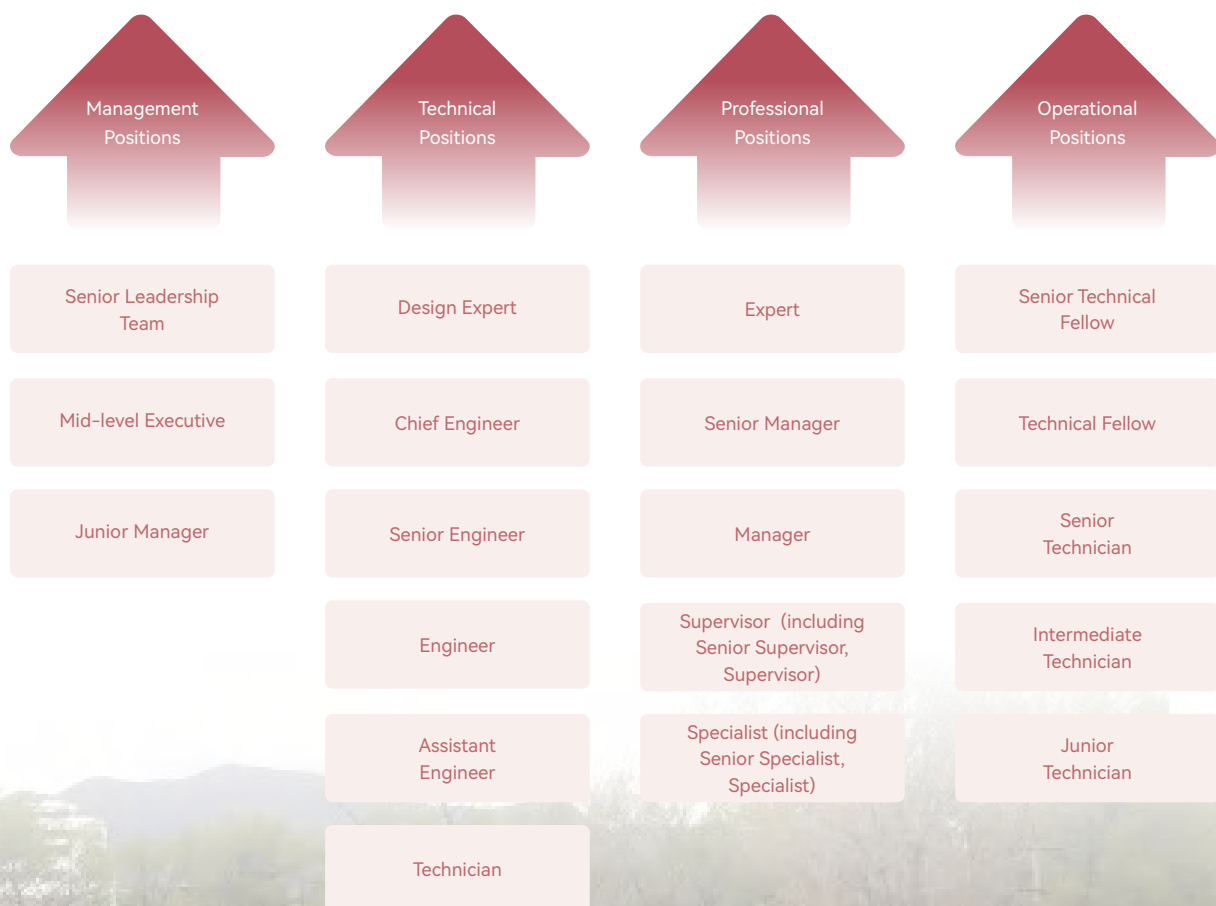 Management
Positions
Technical
Positions
Professional
Positions
Operational
Positions
Senior Leadership
Team
Design Expert
Expert
Senior Technical
Fellow
Mid-level Executive
Chief Engineer
Senior Manager
Technical Fellow
Junior Manager
Senior Engineer
Manager
Senior
Technician
Engineer
Supervisor (including
Senior Supervisor,
Supervisor)
Intermediate
Technician
Assistant
Engineer
Specialist (including
Senior Specialist,
Specialist)
Junior
Technician
Technician